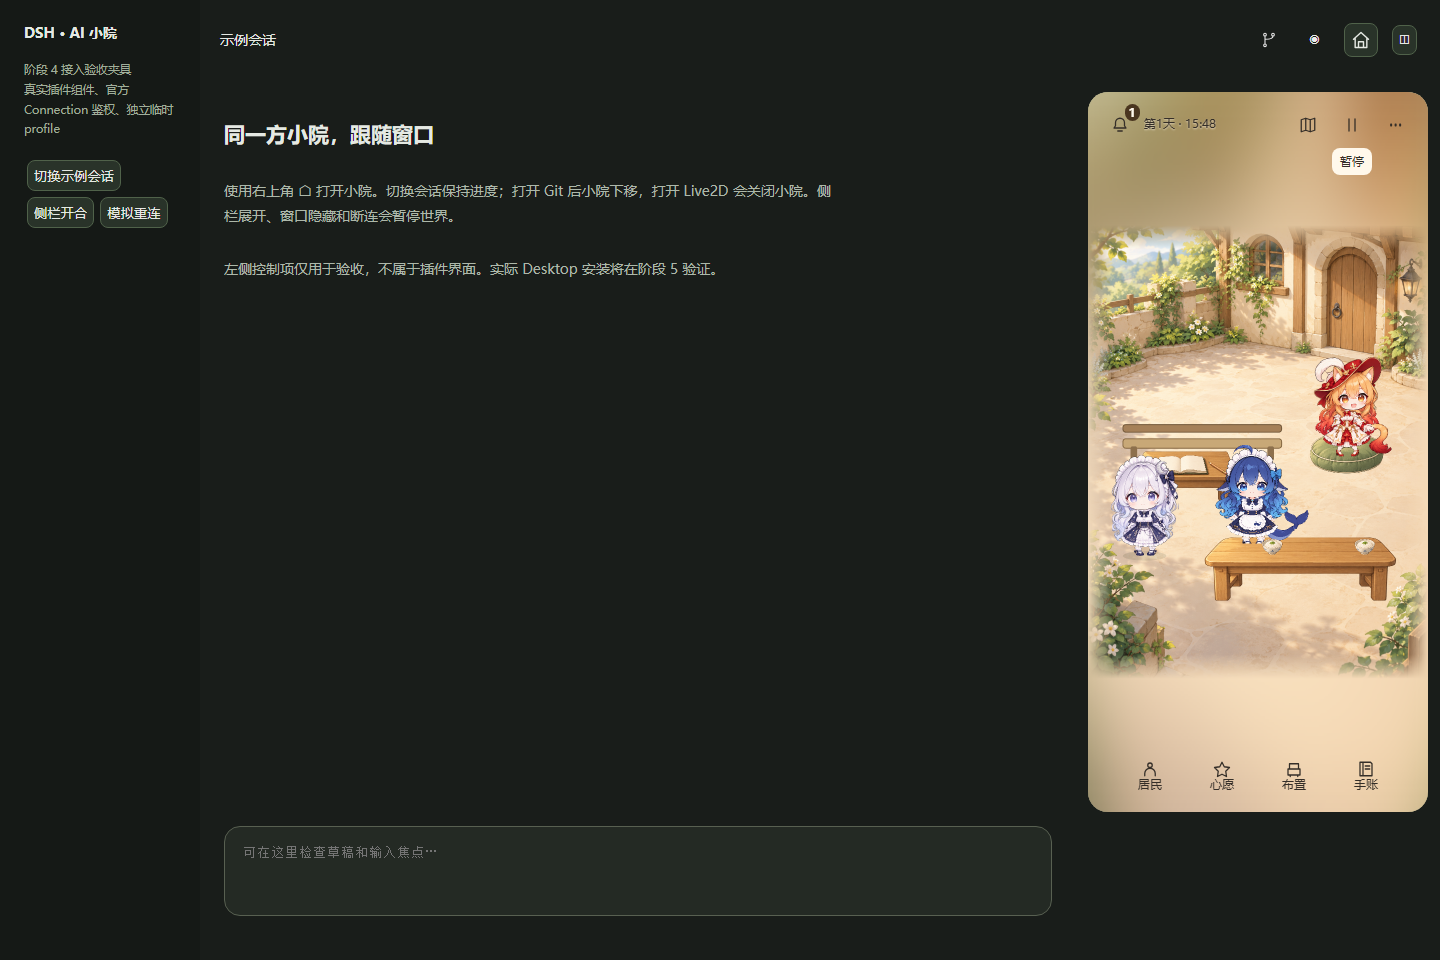 DSH • AI 小院
阶段 4 接入验收夹具
真实插件组件、官方
Connection 鉴权、独立临时
profile
切换示例会话
侧栏开合
模拟重连
示例会话
同一方小院，跟随窗口
使用右上角 ☖ 打开小院。切换会话保持进度；打开 Git 后小院下移，打开 Live2D 会关闭小院。侧
栏展开、窗口隐藏和断连会暂停世界。
左侧控制项仅用于验收，不属于插件界面。实际 Desktop 安装将在阶段 5 验证。
可在这里检查草稿和输入焦点…
1
第1天 · 15:48
暂停
居民
心愿
布置
手账